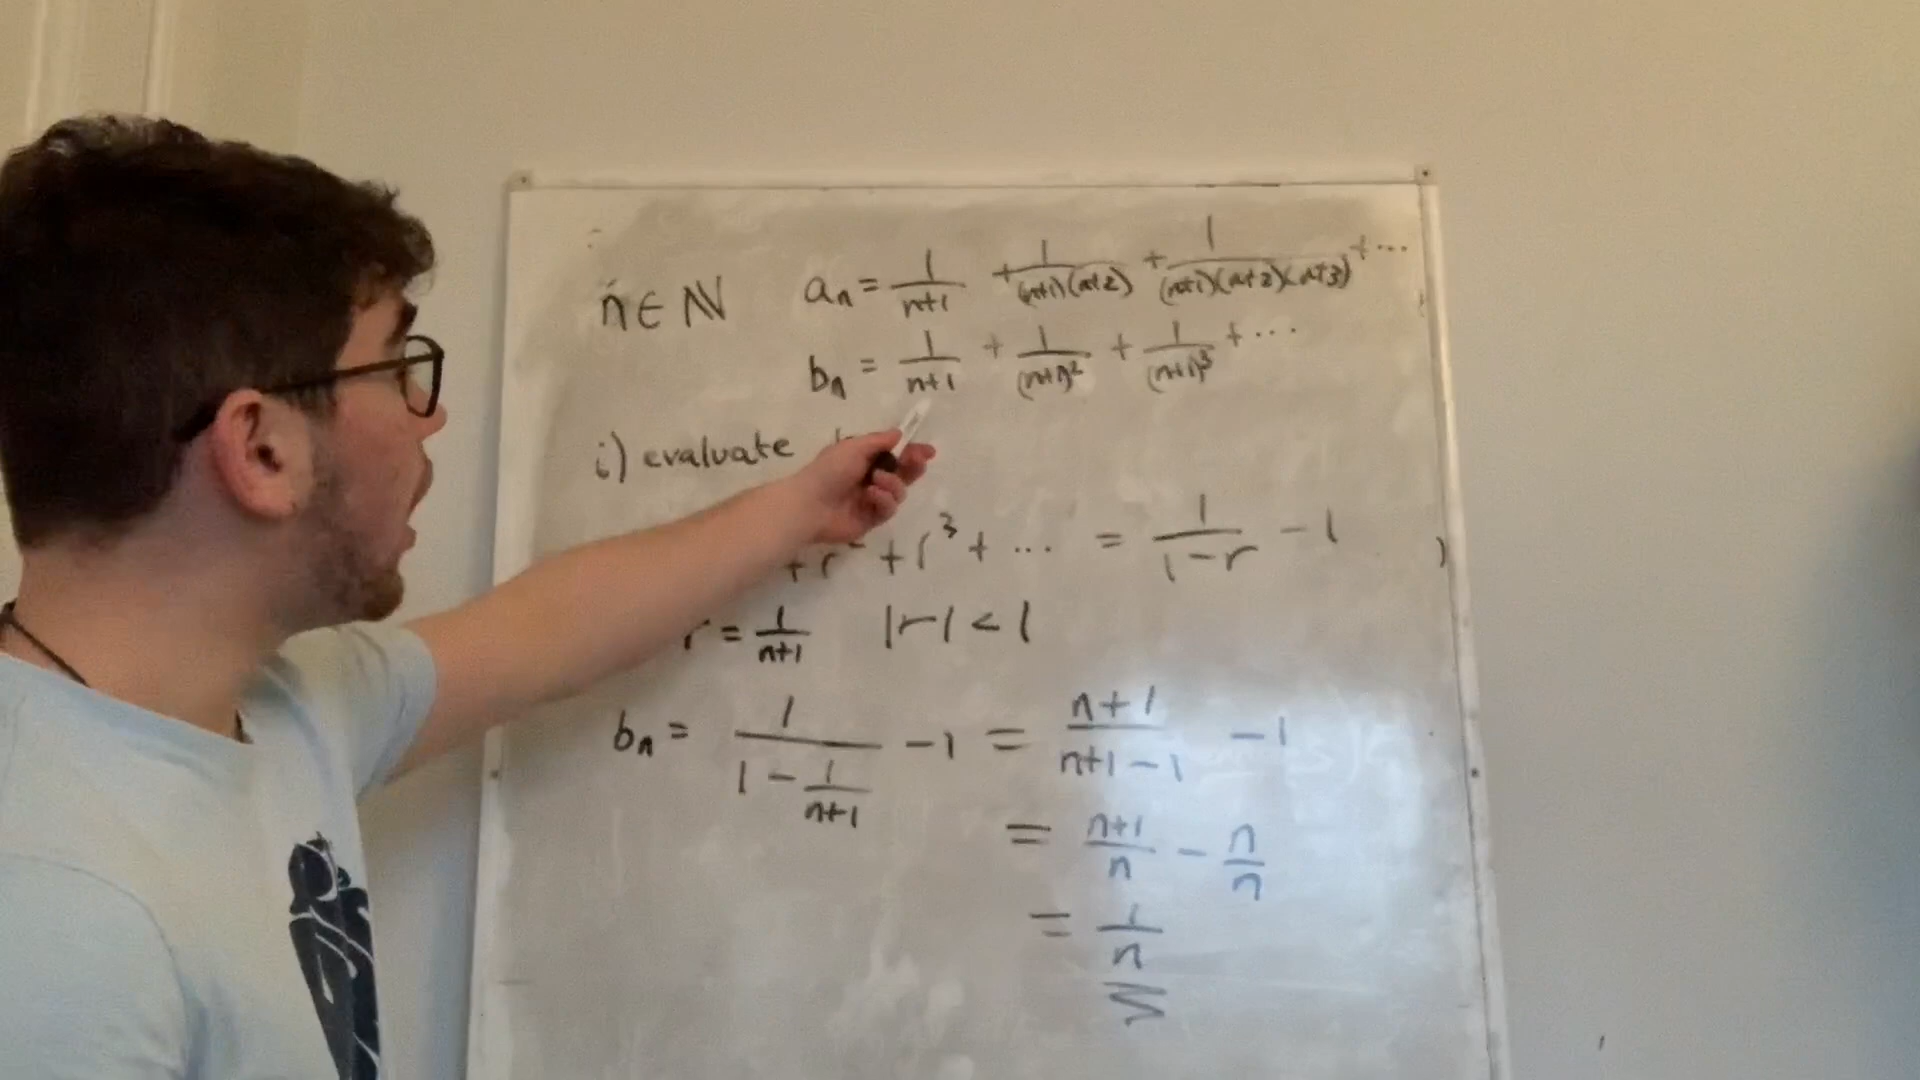 n ∈ ℕ aₙ = 1/(n+1) + 1/((n+1)(n+2)) + 1/((n+1)(n+2)(n+3)) + ...
bₙ = 1/(n+1) + 1/(n+1)² + 1/(n+1)³ + ...
i) evaluate
+ r² + r³ + ... = 1/(1-r) - 1
r = 1/(n+1) |r| < 1
bₙ = 1/(1 - 1/(n+1)) - 1 = (n+1)/(n+1-1) - 1
= (n+1)/n - n/n
= 1/n